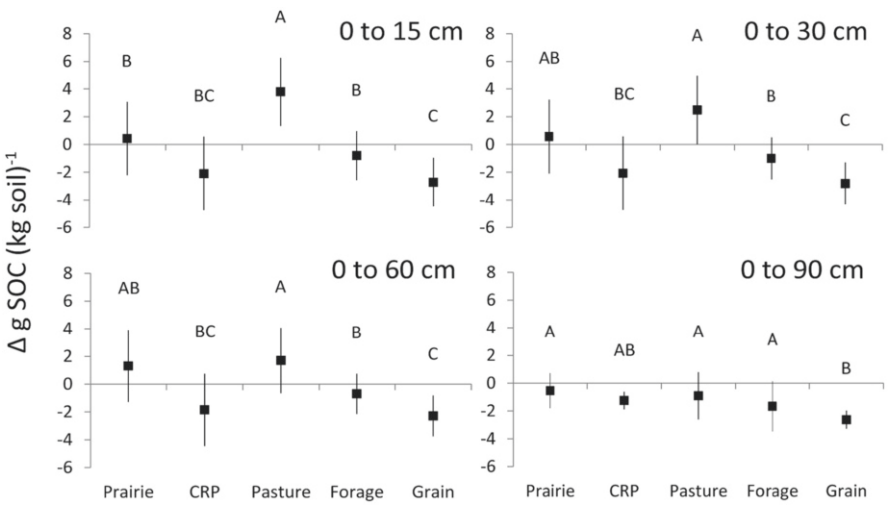 Δ g SOC (kg soil)⁻¹
0 to 15 cm
8
6
4
2
0
-2
-4
-6
B
BC
A
B
C
0 to 30 cm
8
6
4
2
0
-2
-4
-6
AB
BC
A
B
C
0 to 60 cm
8
6
4
2
0
-2
-4
-6
AB
BC
A
B
C
Prairie CRP Pasture Forage Grain
0 to 90 cm
8
6
4
2
0
-2
-4
-6
A
AB
A
A
B
Prairie CRP Pasture Forage Grain